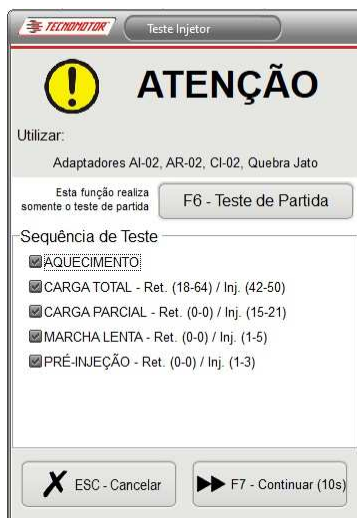 TECNOMOTOR
Teste Injetor
ATENÇÃO
Utilizar:
Adaptadores AI-02, AR-02, CI-02, Quebra Jato
Esta função realiza
somente o teste de partida
F6 - Teste de Partida
Sequência de Teste
AQUECIMENTO
CARGA TOTAL - Ret. (18-64) / Inj. (42-50)
CARGA PARCIAL - Ret. (0-0) / Inj. (15-21)
MARCHA LENTA - Ret. (0-0) / Inj. (1-5)
PRÉ-INJEÇÃO - Ret. (0-0) / Inj. (1-3)
ESC - Cancelar
F7 - Continuar (10s)